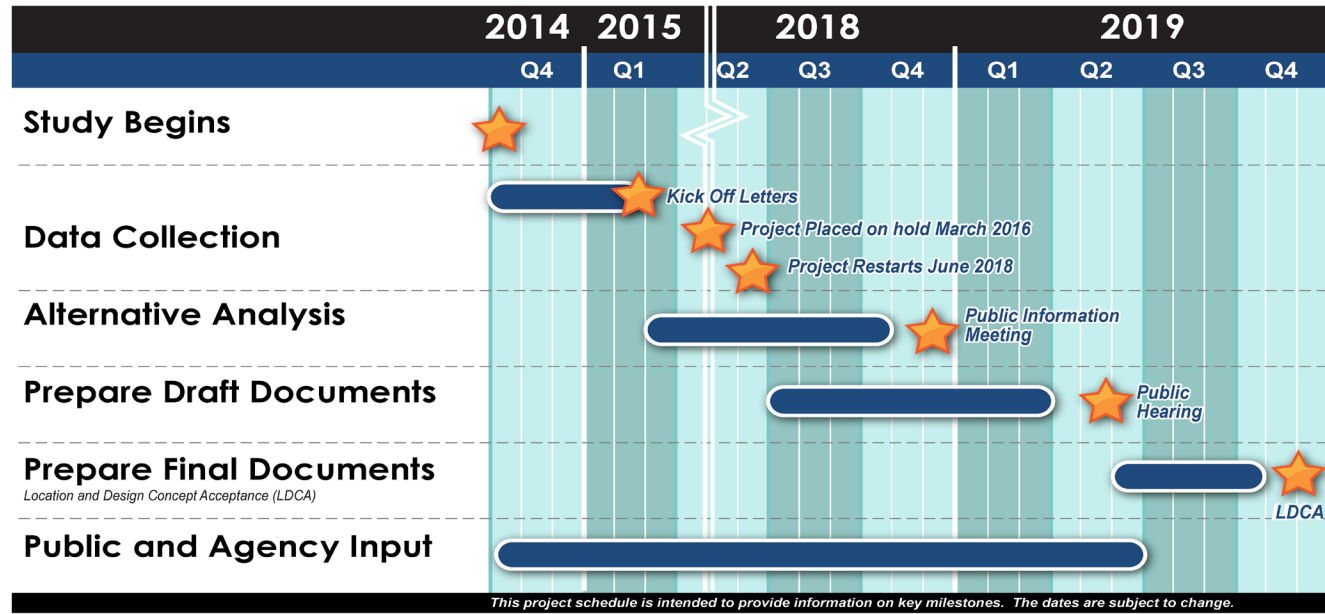 2014 2015 2018 2019
Q4 Q1 Q2 Q3 Q4 Q1 Q2 Q3 Q4
Study Begins
Kick Off Letters
Data Collection
Project Placed on hold March 2016
Project Restarts June 2018
Alternative Analysis
Public Information
Meeting
Prepare Draft Documents
Public
Hearing
Prepare Final Documents
Location and Design Concept Acceptance (LDCA)
LDCA
Public and Agency Input
This project schedule is intended to provide information on key milestones. The dates are subject to change.